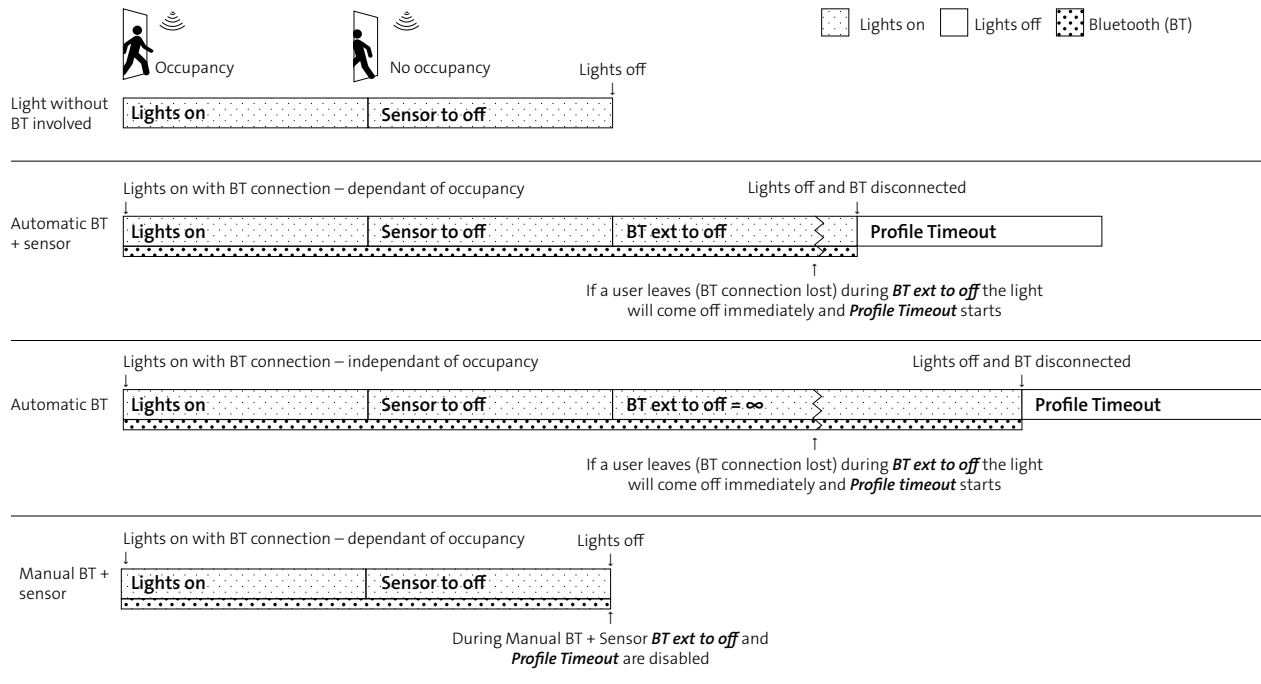 Lights on
Lights off
Bluetooth (BT)
Occupancy
No occupancy
Lights off
Light without
BT involved
Lights on
Sensor to off
Lights on with BT connection – dependant of occupancy
Lights off and BT disconnected
Automatic BT
+ sensor
Lights on
Sensor to off
BT ext to off
Profile Timeout
If a user leaves (BT connection lost) during BT ext to off the light
will come off immediately and Profile Timeout starts
Lights on with BT connection – independant of occupancy
Lights off and BT disconnected
Automatic BT
Lights on
Sensor to off
BT ext to off = ∞
Profile Timeout
If a user leaves (BT connection lost) during BT ext to off the light
will come off immediately and Profile timeout starts
Lights on with BT connection – dependant of occupancy
Lights off
Manual BT +
sensor
Lights on
Sensor to off
During Manual BT + Sensor BT ext to off and
Profile Timeout are disabled